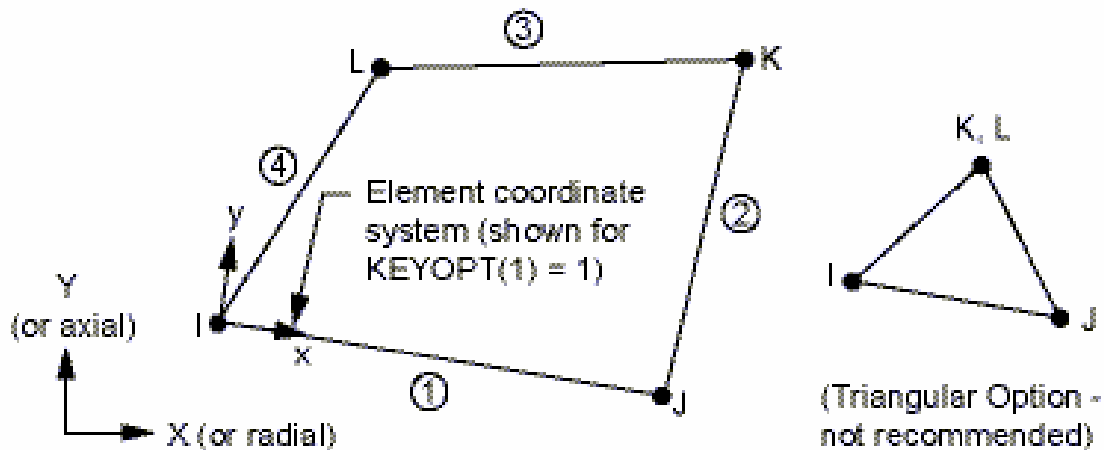 ③
L
K
④
Element coordinate
system (shown for
KEYOPT(1) = 1)
②
y
I
x
①
J
Y
(or axial)
X (or radial)
K, L
I
J
(Triangular Option -
not recommended)